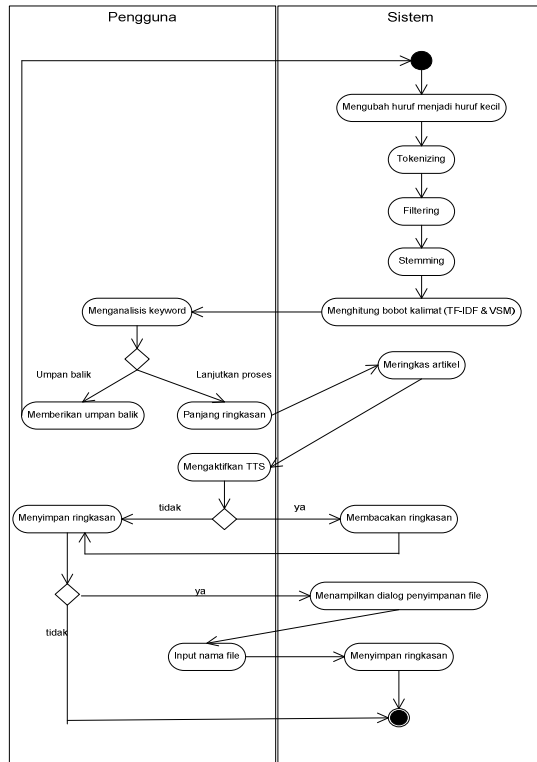 Pengguna
Sistem
Mengubah huruf menjadi huruf kecil
Tokenizing
Filtering
Stemming
Menganalisis keyword
Menghitung bobot kalimat (TF-IDF & VSM)
Umpan balik
Lanjutkan proses
Meringkas artikel
Memberikan umpan balik
Panjang ringkasan
Mengaktifkan TTS
tidak
ya
Menyimpan ringkasan
Membacakan ringkasan
ya
Menampilkan dialog penyimpanan file
tidak
Input nama file
Menyimpan ringkasan